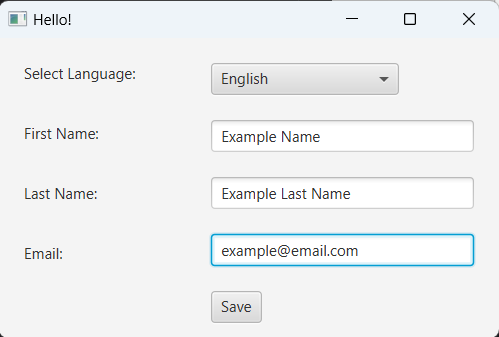 Hello!
Select Language: English
First Name: Example Name
Last Name: Example Last Name
Email: example@email.com
Save